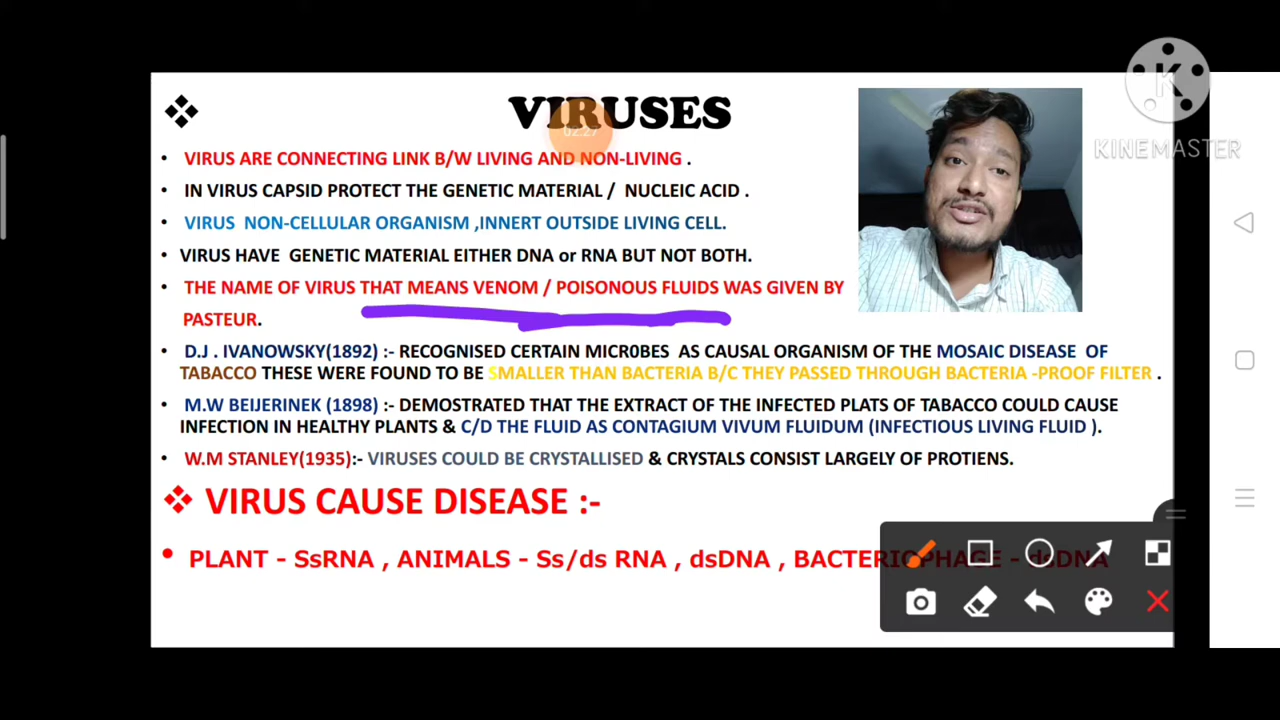 VIRUSES
02:27
KINEMASTER
VIRUS ARE CONNECTING LINK B/W LIVING AND NON-LIVING .
IN VIRUS CAPSID PROTECT THE GENETIC MATERIAL / NUCLEIC ACID .
VIRUS NON-CELLULAR ORGANISM ,INNERT OUTSIDE LIVING CELL.
VIRUS HAVE GENETIC MATERIAL EITHER DNA or RNA BUT NOT BOTH.
THE NAME OF VIRUS THAT MEANS VENOM / POISONOUS FLUIDS WAS GIVEN BY
PASTEUR.
D.J . IVANOWSKY(1892) :- RECOGNISED CERTAIN MICR0BES AS CAUSAL ORGANISM OF THE MOSAIC DISEASE OF
TABACCO THESE WERE FOUND TO BE SMALLER THAN BACTERIA B/C THEY PASSED THROUGH BACTERIA -PROOF FILTER .
M.W BEIJERINEK (1898) :- DEMOSTRATED THAT THE EXTRACT OF THE INFECTED PLATS OF TABACCO COULD CAUSE
INFECTION IN HEALTHY PLANTS & C/D THE FLUID AS CONTAGIUM VIVUM FLUIDUM (INFECTIOUS LIVING FLUID ).
W.M STANLEY(1935):- VIRUSES COULD BE CRYSTALLISED & CRYSTALS CONSIST LARGELY OF PROTIENS.
VIRUS CAUSE DISEASE :-
PLANT - SsRNA , ANIMALS - Ss/ds RNA , dsDNA , BACTERIOPHAGE - dsDNA